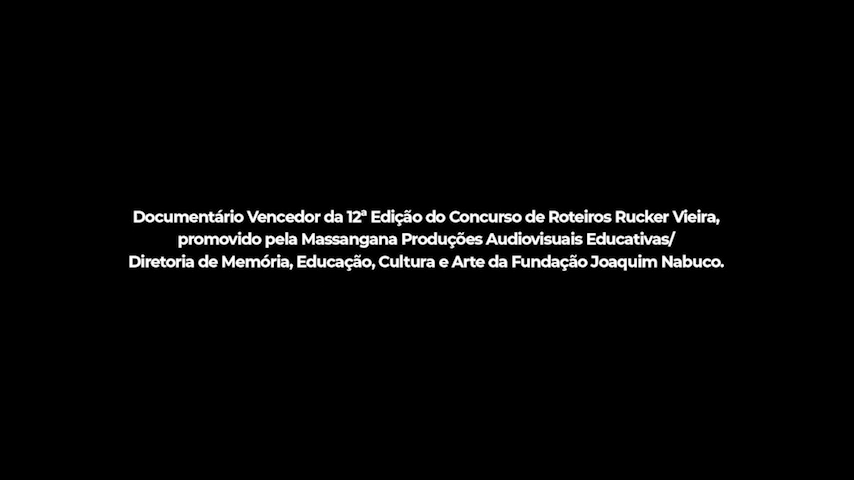 Documentário Vencedor da 12ª Edição do Concurso de Roteiros Rucker Vieira,
promovido pela Massangana Produções Audiovisuais Educativas/
Diretoria de Memória, Educação, Cultura e Arte da Fundação Joaquim Nabuco.